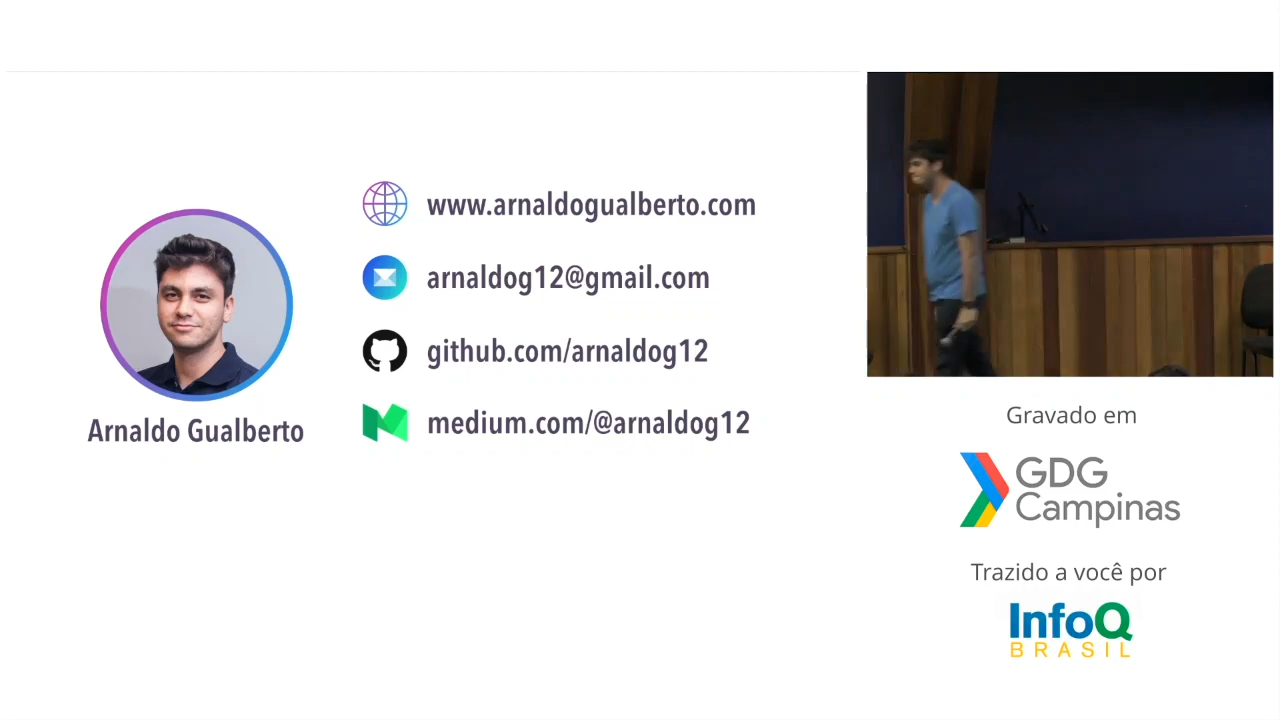 www.arnaldogualberto.com
arnaldog12@gmail.com
github.com/arnaldog12
medium.com/@arnaldog12
Arnaldo Gualberto
Gravado em
GDG
Campinas
Trazido a você por
InfoQ
BRASIL